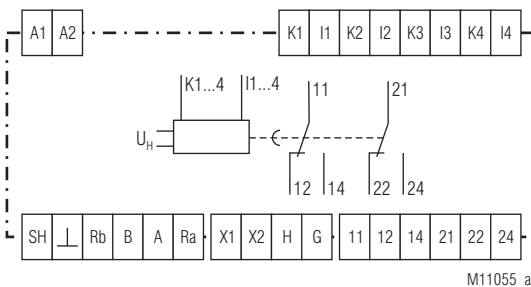 A1 A2 K1 I1 K2 I2 K3 I3 K4 I4
K1...4 I1...4 11 21
UH
12 14 22 24
SH ⊥ Rb B A Ra X1 X2 H G 11 12 14 21 22 24
M11055_a